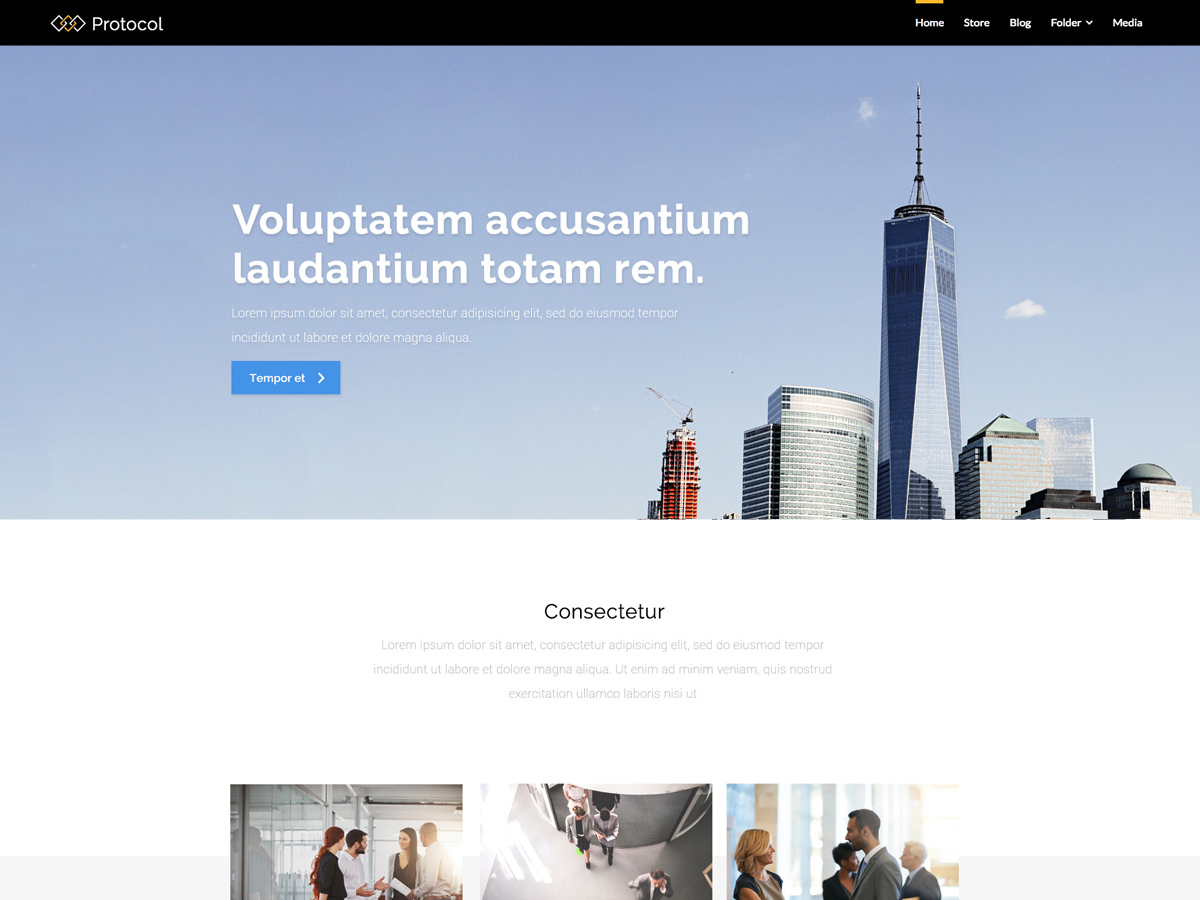 Protocol
Home
Store
Blog
Folder
Media
Voluptatem accusantium
laudantium totam rem.
Lorem ipsum dolor sit amet, consectetur adipisicing elit, sed do eiusmod tempor
incididunt ut labore et dolore magna aliqua.
Tempor et
Consectetur
Lorem ipsum dolor sit amet, consectetur adipisicing elit, sed do eiusmod tempor
incididunt ut labore et dolore magna aliqua. Ut enim ad minim veniam, quis nostrud
exercitation ullamco laboris nisi ut